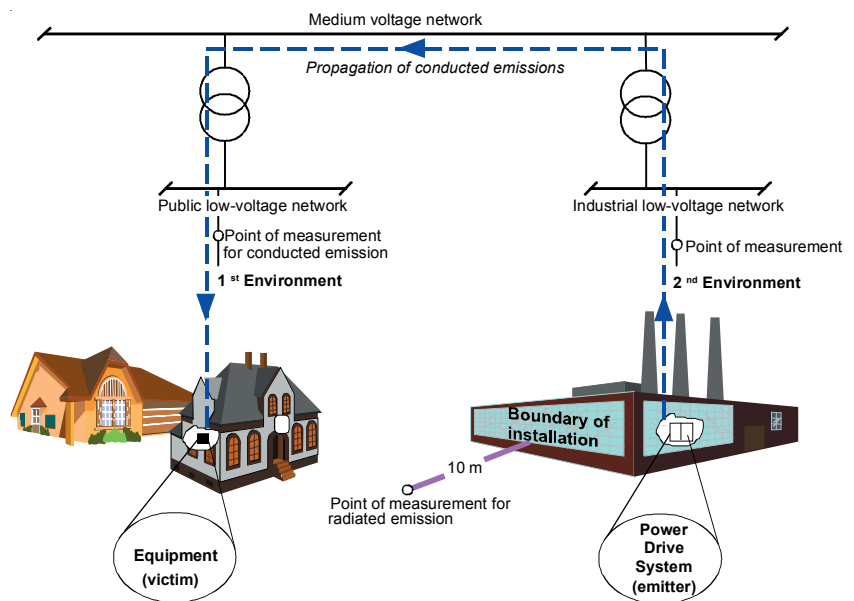 Medium voltage network
Propagation of conducted emissions
Public low-voltage network
Industrial low-voltage network
Point of measurement
for conducted emission
Point of measurement
1 st Environment
2 nd Environment
Boundary of
installation
10 m
Point of measurement for
radiated emission
Equipment
(victim)
Power
Drive
System
(emitter)